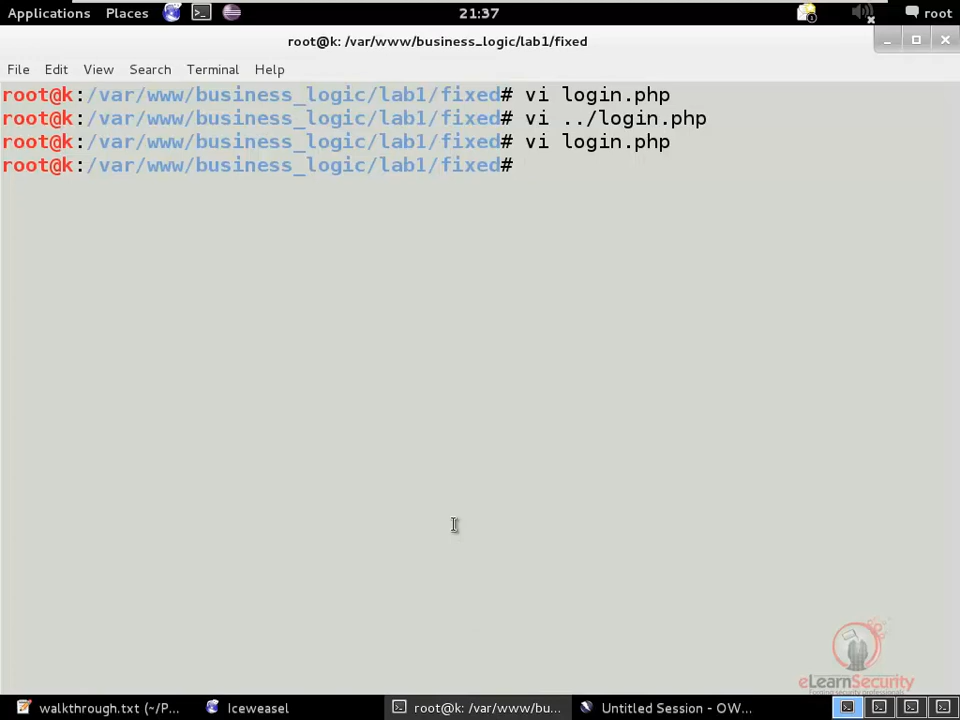 Applications Places 21:37 root
root@k: /var/www/business_logic/lab1/fixed
File Edit View Search Terminal Help
root@k:/var/www/business_logic/lab1/fixed# vi login.php
root@k:/var/www/business_logic/lab1/fixed# vi ../login.php
root@k:/var/www/business_logic/lab1/fixed# vi login.php
root@k:/var/www/business_logic/lab1/fixed#
eLearnSecurity
Forging security professionals
walkthrough.txt (~/P... Iceweasel root@k: /var/www/bu... Untitled Session - OW...